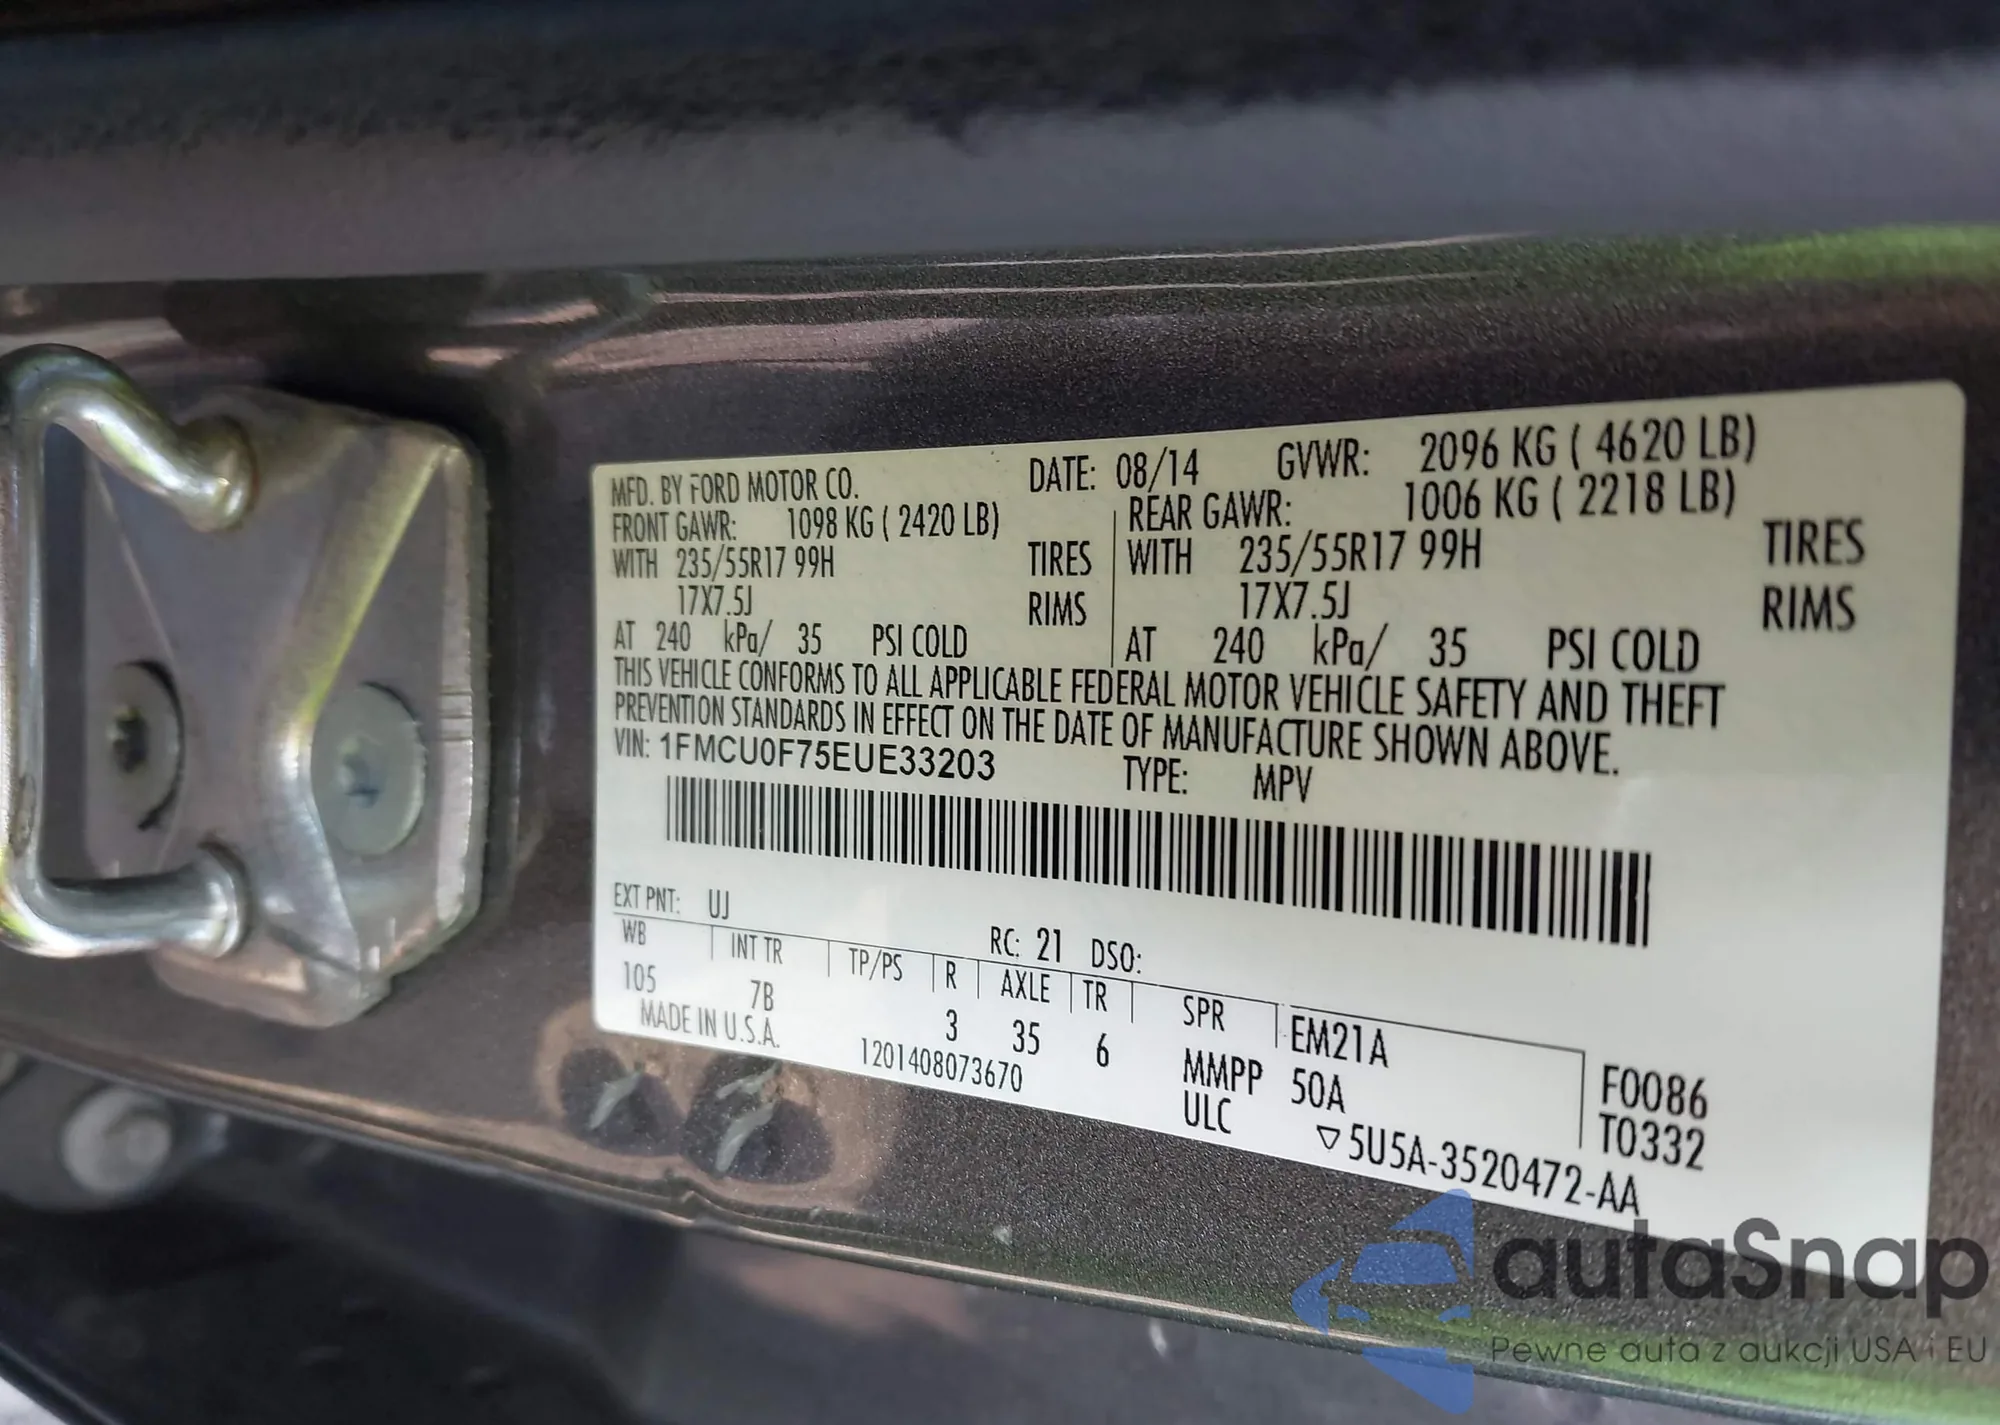 MFD. BY FORD MOTOR CO. DATE: 08/14 GVWR: 2096 KG ( 4620 LB)
FRONT GAWR: 1098 KG ( 2420 LB) REAR GAWR: 1006 KG ( 2218 LB)
WITH 235/55R17 99H TIRES WITH 235/55R17 99H TIRES
17X7.5J RIMS 17X7.5J RIMS
AT 240 kPa/ 35 PSI COLD AT 240 kPa/ 35 PSI COLD
THIS VEHICLE CONFORMS TO ALL APPLICABLE FEDERAL MOTOR VEHICLE SAFETY AND THEFT
PREVENTION STANDARDS IN EFFECT ON THE DATE OF MANUFACTURE SHOWN ABOVE.
VIN: 1FMCU0F75EUE33203 TYPE: MPV
EXT PNT: UJ RC: 21 DSO:
WB INT TR TP/PS R AXLE TR SPR EM21A
105 7B 3 35 6 MMPP 50A F0086
MADE IN U.S.A. 1201408073670 ULC T0332
▽5U5A-3520472-AA
autaSnap
Pewne auta z aukcji USA i EU